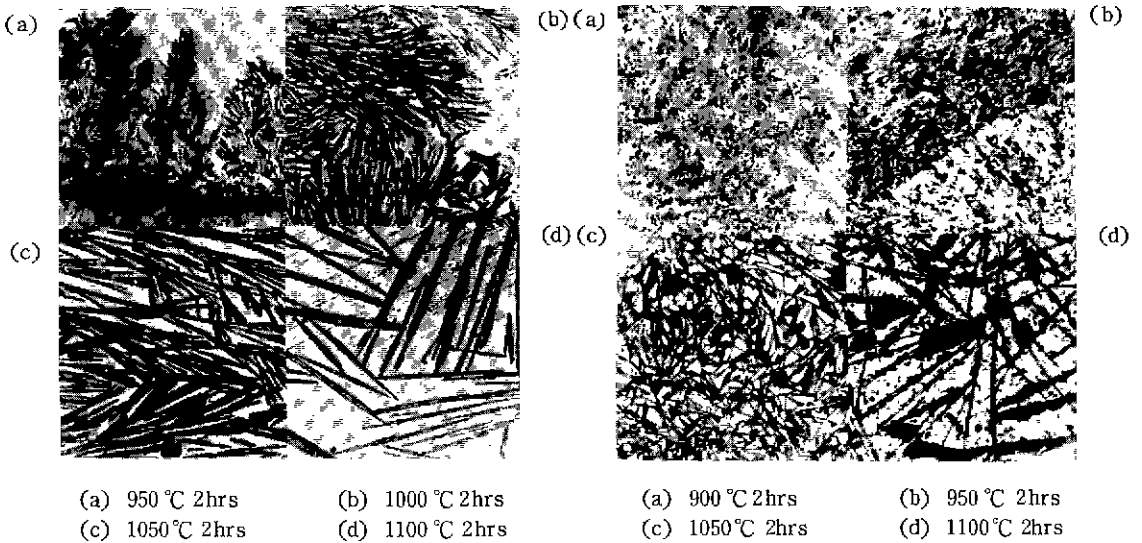 (a)
(b) (a)
(b)
(c)
(d) (c)
(d)
(a) 950℃ 2hrs
(b) 1000℃ 2hrs
(c) 1050℃ 2hrs
(d) 1100℃ 2hrs
(a) 900℃ 2hrs
(b) 950℃ 2hrs
(c) 1050℃ 2hrs
(d) 1100℃ 2hrs